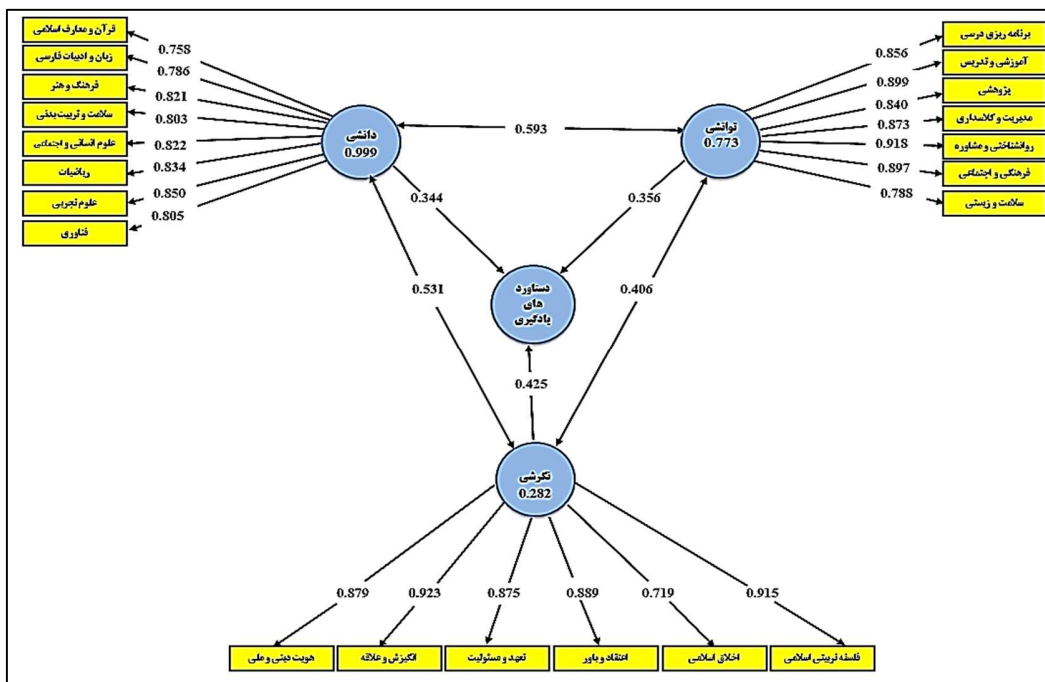 قرآن و معارف اسلامی
زبان و ادبیات فارسی
فرهنگ و هنر
سلامت و تربیت بدنی
علوم انسانی و اجتماعی
ریاضیات
علوم تجربی
فناوری
0.758
0.786
0.821
0.803
0.822
0.834
0.850
0.805
دانشی
0.999
0.593
توانشی
0.773
0.856
0.899
0.840
0.873
0.918
0.897
0.788
برنامه ریزی درسی
آموزشی و تدریس
پژوهشی
مدیریت و کلاسداری
روانشناختی و مشاوره
فرهنگی و اجتماعی
سلامت و زیستی
0.344
0.356
0.531
دستاورد
های
یادگیری
0.406
0.425
نگرشی
0.282
0.879
0.923
0.875
0.889
0.719
0.915
هویت دینی و ملی
انگیزش و علاقه
تعهد و مسئولیت
اعتقاد و باور
اخلاق اسلامی
فلسفه تربیتی اسلامی